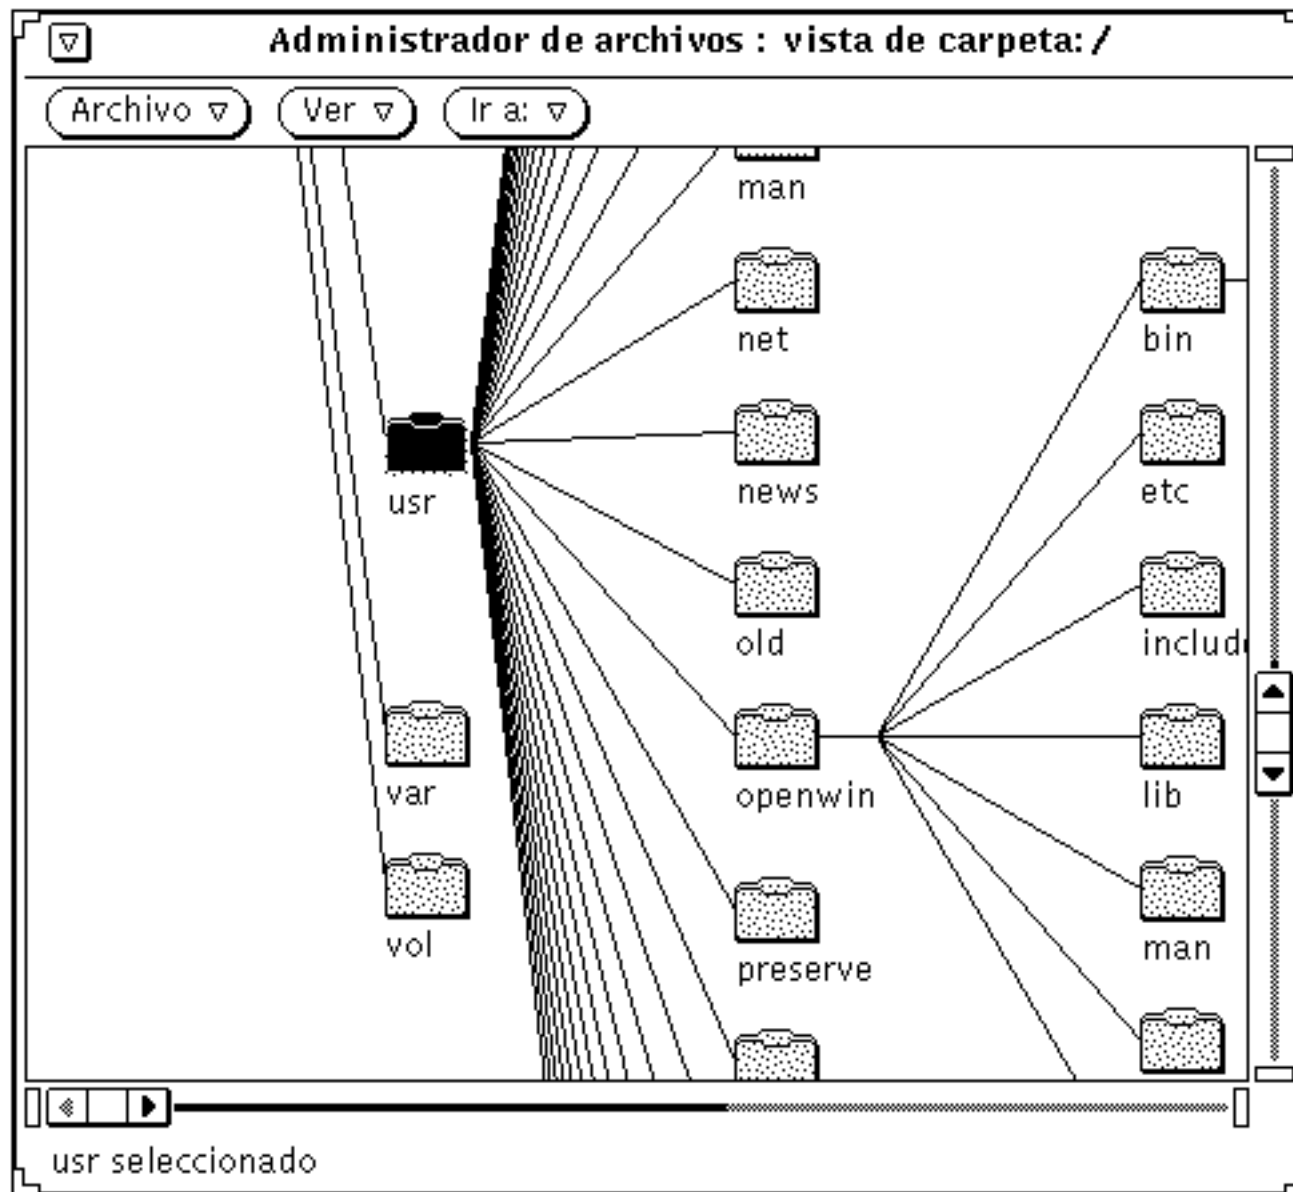 Administrador de archivos : vista de carpeta: /
Archivo Ver Ir a:
man
net
bin
news
etc
usr
old
includ
openwin
lib
var
man
vol
preserve
usr seleccionado